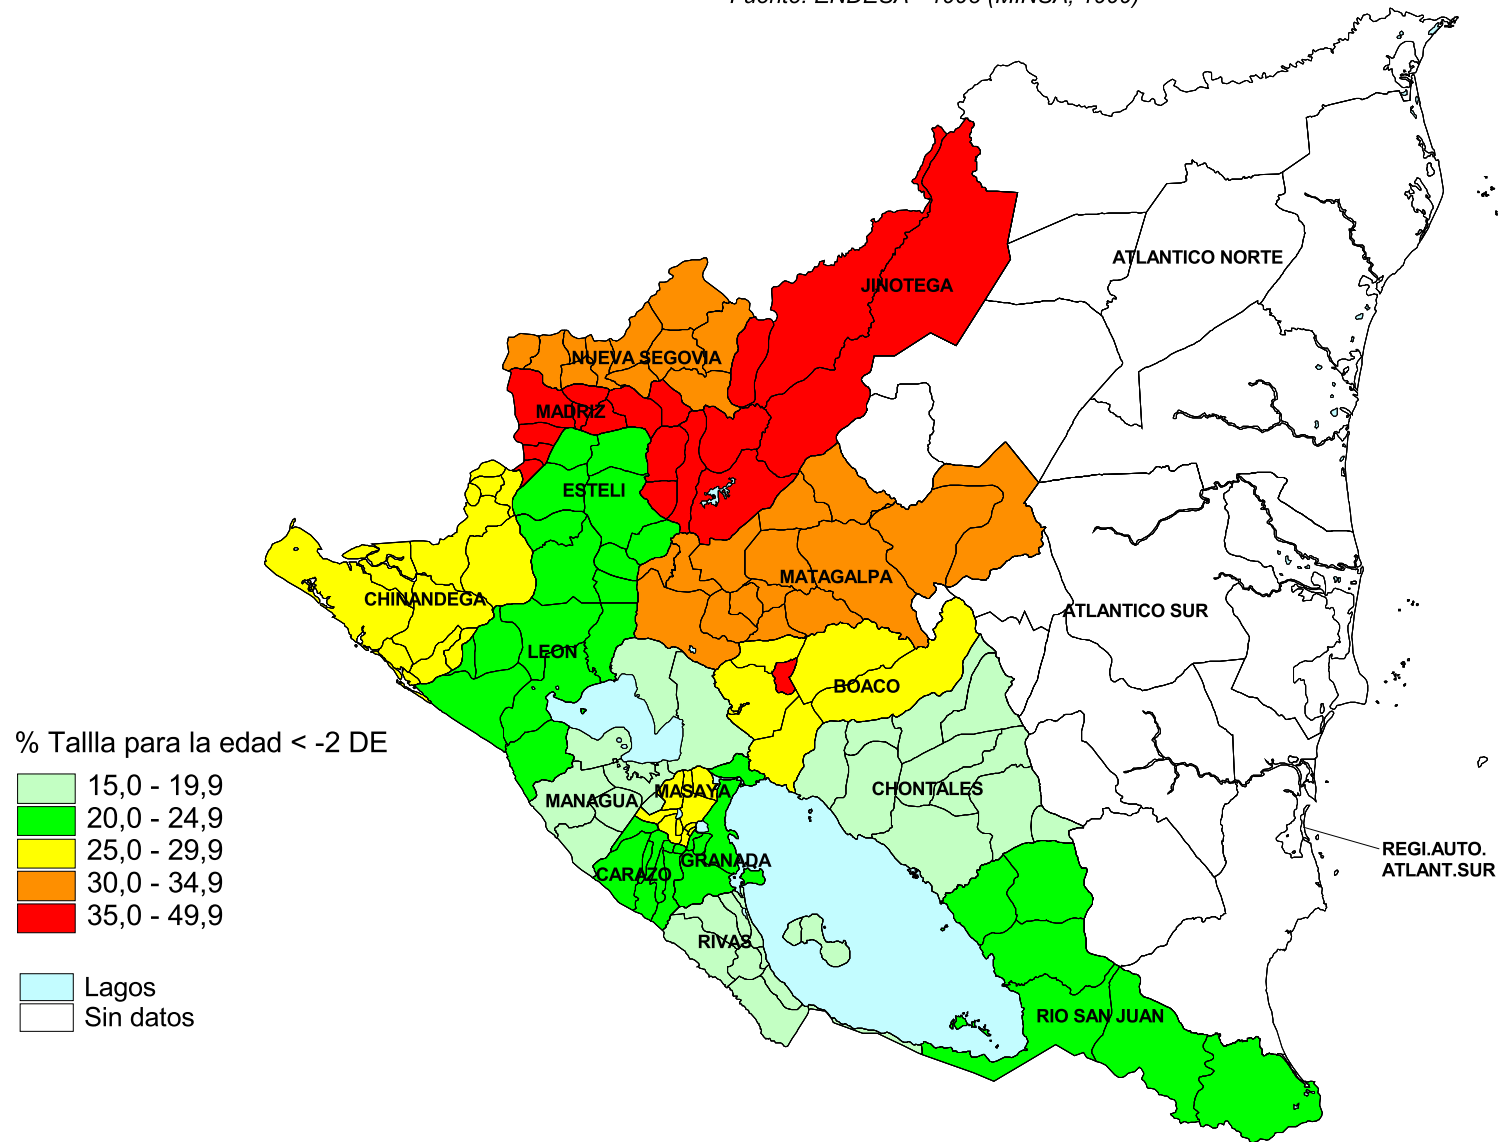 JINOTEGA
ATLANTICO NORTE
NUEVA SEGOVIA
MADRIZ
ESTELI
MATAGALPA
CHINANDEGA
ATLANTICO SUR
LEON
BOACO
% Tallla para la edad < -2 DE
15,0 - 19,9
20,0 - 24,9
25,0 - 29,9
30,0 - 34,9
35,0 - 49,9
Lagos
Sin datos
MANAGUA
MASAYA
CHONTALES
GRANADA
CARAZO
RIVAS
RIO SAN JUAN
REGI.AUTO.
ATLANT.SUR